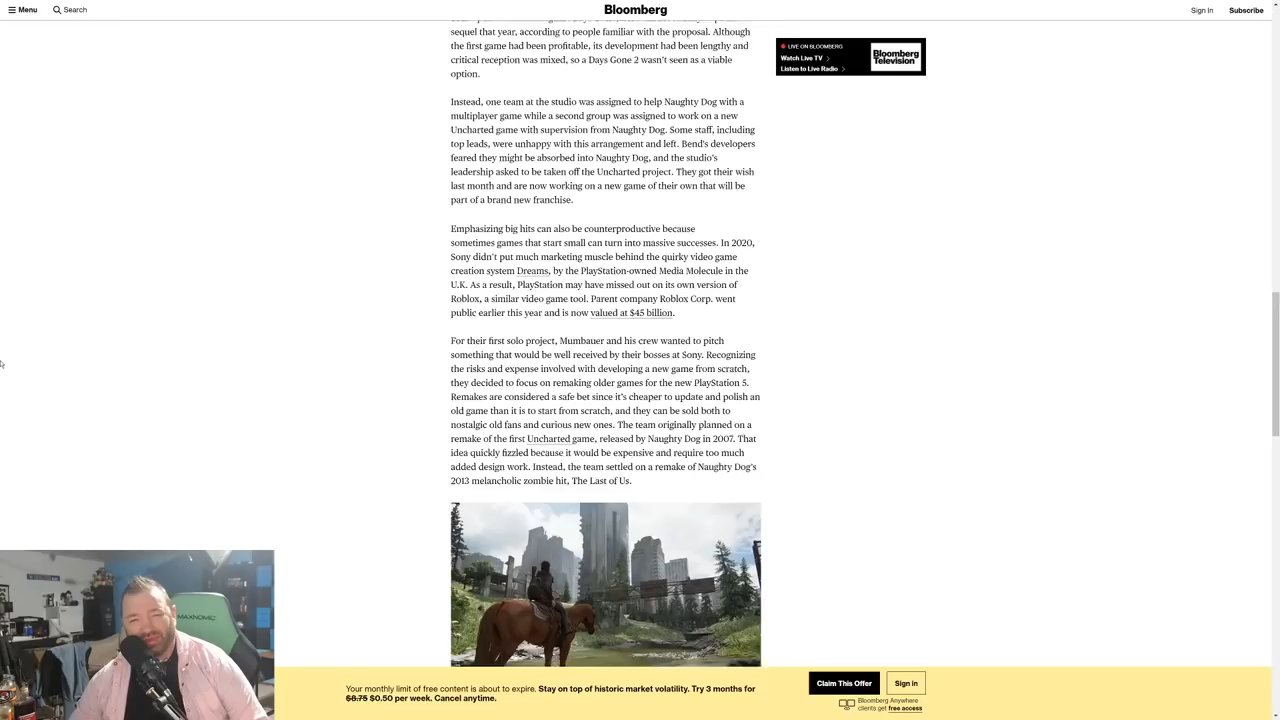 Menu
Search
Bloomberg
Sign In
Subscribe
sequel that year, according to people familiar with the proposal. Although
the first game had been profitable, its development had been lengthy and
critical reception was mixed, so a Days Gone 2 wasn't seen as a viable
option.
LIVE ON BLOOMBERG
Watch Live TV
Listen to Live Radio
Bloomberg
Television
Instead, one team at the studio was assigned to help Naughty Dog with a
multiplayer game while a second group was assigned to work on a new
Uncharted game with supervision from Naughty Dog. Some staff, including
top leads, were unhappy with this arrangement and left. Bend's developers
feared they might be absorbed into Naughty Dog, and the studio's
leadership asked to be taken off the Uncharted project. They got their wish
last month and are now working on a new game of their own that will be
part of a brand new franchise.
Emphasizing big hits can also be counterproductive because
sometimes games that start small can turn into massive successes. In 2020,
Sony didn't put much marketing muscle behind the quirky video game
creation system Dreams, by the PlayStation-owned Media Molecule in the
U.K. As a result, PlayStation may have missed out on its own version of
Roblox, a similar video game tool. Parent company Roblox Corp. went
public earlier this year and is now valued at $45 billion.
For their first solo project, Mumbauer and his crew wanted to pitch
something that would be well received by their bosses at Sony. Recognizing
the risks and expense involved with developing a new game from scratch,
they decided to focus on remaking older games for the new PlayStation 5.
Remakes are considered a safe bet since it's cheaper to update and polish an
old game than it is to start from scratch, and they can be sold both to
nostalgic old fans and curious new ones. The team originally planned on a
remake of the first Uncharted game, released by Naughty Dog in 2007. That
idea quickly fizzled because it would be expensive and require too much
added design work. Instead, the team settled on a remake of Naughty Dog's
2013 melancholic zombie hit, The Last of Us.
MAXNOMIC
Your monthly limit of free content is about to expire. Stay on top of historic market volatility. Try 3 months for
$8.75 $0.50 per week. Cancel anytime.
Claim This Offer
Sign in
Bloomberg Anywhere
clients get free access